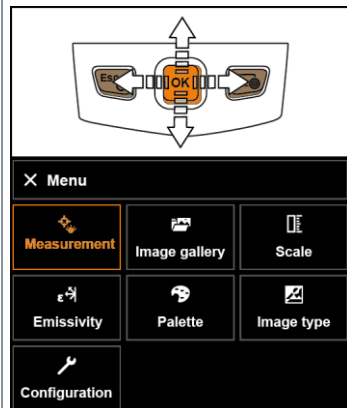 Esc OK
Menu
Measurement Image gallery Scale
Emissivity Palette Image type
Configuration